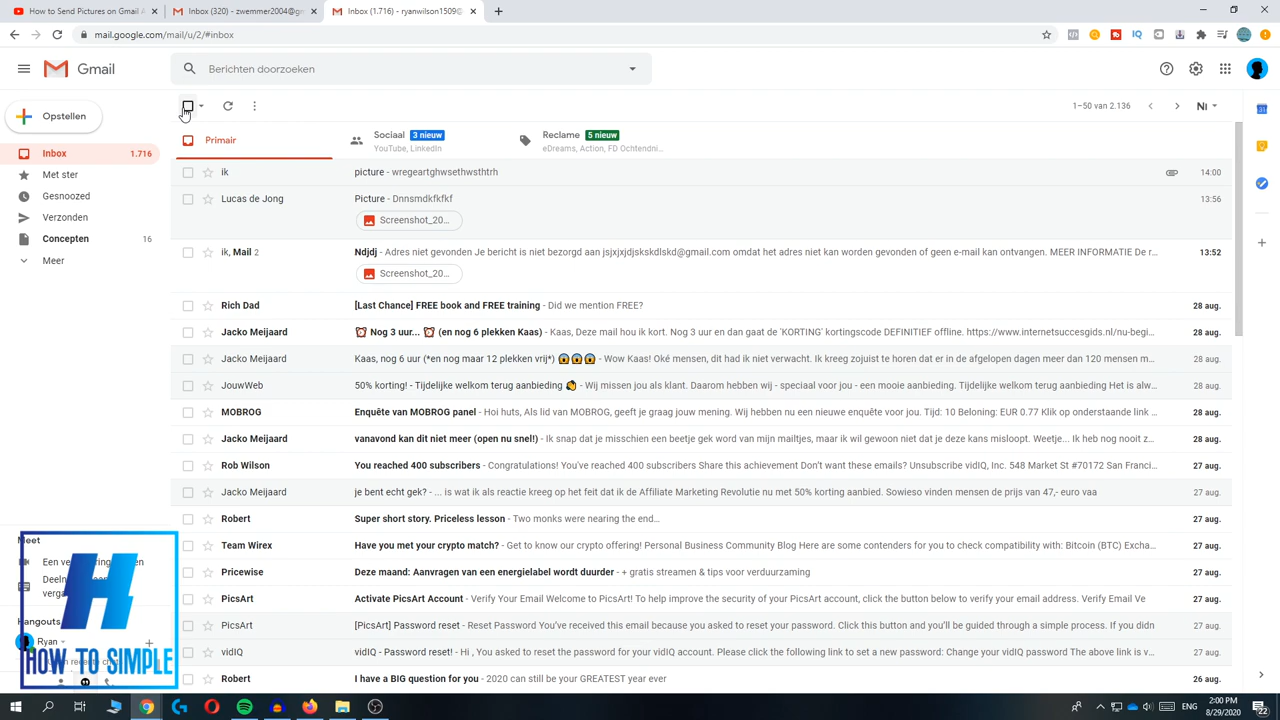 How to Send Pictures on Gmail A
Inbox (320) - zwemmer2004@gm
Inbox (1.716) - ryanwilson1509@
mail.google.com/mail/u/2/#inbox
Gmail
Berichten doorzoeken
Opstellen
1–50 van 2.136
Nl
Primair
Sociaal 3 nieuw
YouTube, LinkedIn
Reclame 5 nieuw
eDreams, Action, FD Ochtendni...
Inbox 1.716
Met ster
Gesnoozed
Verzonden
Concepten 16
Meer
ik picture - wregeartghwsethwsthtrh 14:00
Lucas de Jong Picture - Dnnsmdkfkfkf 13:56
Screenshot_20...
ik, Mail 2 Ndjdj - Adres niet gevonden Je bericht is niet bezorgd aan jsjxjxjdjskskdlskd@gmail.com omdat het adres niet kan worden gevonden of geen e-mail kan ontvangen. MEER INFORMATIE De r... 13:52
Screenshot_20...
Rich Dad [Last Chance] FREE book and FREE training - Did we mention FREE? 28 aug.
Jacko Meijaard ⏰ Nog 3 uur... ⏰ (en nog 6 plekken Kaas) - Kaas, Deze mail hou ik kort. Nog 3 uur en dan gaat de 'KORTING' kortingscode DEFINITIEF offline. https://www.internetsuccesgids.nl/nu-begi... 28 aug.
Jacko Meijaard Kaas, nog 6 uur (*en nog maar 12 plekken vrij*) 😱😱😱 - Wow Kaas! Oké mensen, dit had ik niet verwacht. Ik kreeg zojuist te horen dat er in de afgelopen dagen meer dan 120 mensen m... 28 aug.
JouwWeb 50% korting! - Tijdelijke welkom terug aanbieding 👏 - Wij missen jou als klant. Daarom hebben wij - speciaal voor jou - een mooie aanbieding. Tijdelijke welkom terug aanbieding Het is alw... 28 aug.
MOBROG Enquête van MOBROG panel - Hoi huts, Als lid van MOBROG, geeft je graag jouw mening. Wij hebben nu een nieuwe enquête voor jou. Tijd: 10 Beloning: EUR 0.77 Klik op onderstaande link ... 28 aug.
Jacko Meijaard vanavond kan dit niet meer (open nu snel!) - Ik snap dat je misschien een beetje gek word van mijn mailtjes, maar ik wil gewoon niet dat je deze kans misloopt. Weetje... Ik heb nog nooit z... 27 aug.
Rob Wilson You reached 400 subscribers - Congratulations! You've reached 400 subscribers Share this achievement Don't want these emails? Unsubscribe vidIQ, Inc. 548 Market St #70172 San Franci... 27 aug.
Jacko Meijaard je bent echt gek? - ... is wat ik als reactie kreeg op het feit dat ik de Affiliate Marketing Revolutie nu met 50% korting aanbied. Sowieso vinden mensen de prijs van 47,- euro vaa 27 aug.
Robert Super short story. Priceless lesson - Two monks were nearing the end... 27 aug.
Team Wirex Have you met your crypto match? - Get to know our crypto offering! Personal Business Community Blog Here are some contenders for you to check compatibility with: Bitcoin (BTC) Excha... 27 aug.
Pricewise Deze maand: Aanvragen van een energielabel wordt duurder - + gratis streamen & tips voor verduurzaming 27 aug.
PicsArt Activate PicsArt Account - Verify Your Email Welcome to PicsArt! To help improve the security of your PicsArt account, click the button below to verify your email address. Verify Email Ve 27 aug.
PicsArt [PicsArt] Password reset - Reset Password You've received this email because you asked to reset your password. Click this button and you'll be guided through a simple process. If you didn 27 aug.
vidIQ vidIQ - Password reset! - Hi , You asked to reset the password for your vidIQ account. Please click the following link to set a new password: Change your vidIQ password The above link is v... 27 aug.
Robert I have a BIG question for you - 2020 can still be your GREATEST year ever 26 aug.
Meet
Hangouts
Ryan
HOW TO SIMPLE
ENG
2:00 PM
8/29/2020
22